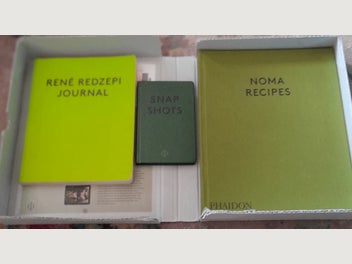 RENÉ REDZEPI
JOURNAL
SNAP
SHOTS
NOMA
RECIPES
PHAIDON